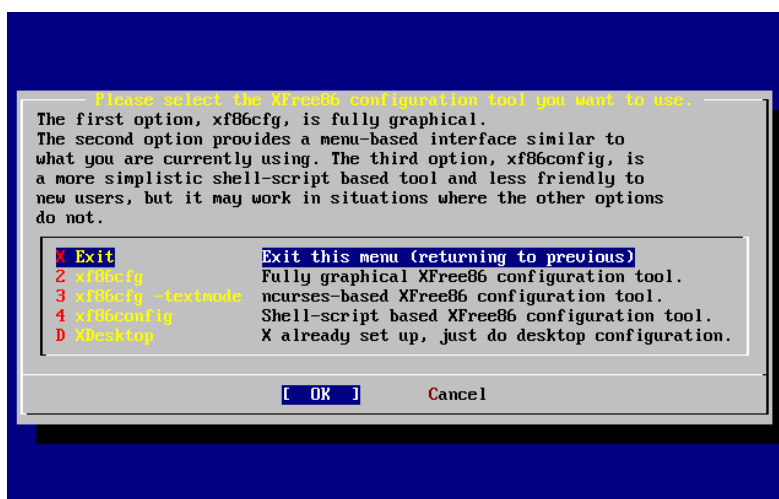 Please select the XFree86 configuration tool you want to use.
The first option, xf86cfg, is fully graphical.
The second option provides a menu-based interface similar to
what you are currently using. The third option, xf86config, is
a more simplistic shell-script based tool and less friendly to
new users, but it may work in situations where the other options
do not.
X Exit Exit this menu (returning to previous)
2 xf86cfg Fully graphical XFree86 configuration tool.
3 xf86cfg -textmode ncurses-based XFree86 configuration tool.
4 xf86config Shell-script based XFree86 configuration tool.
D XDesktop X already set up, just do desktop configuration.
[ OK ] Cancel